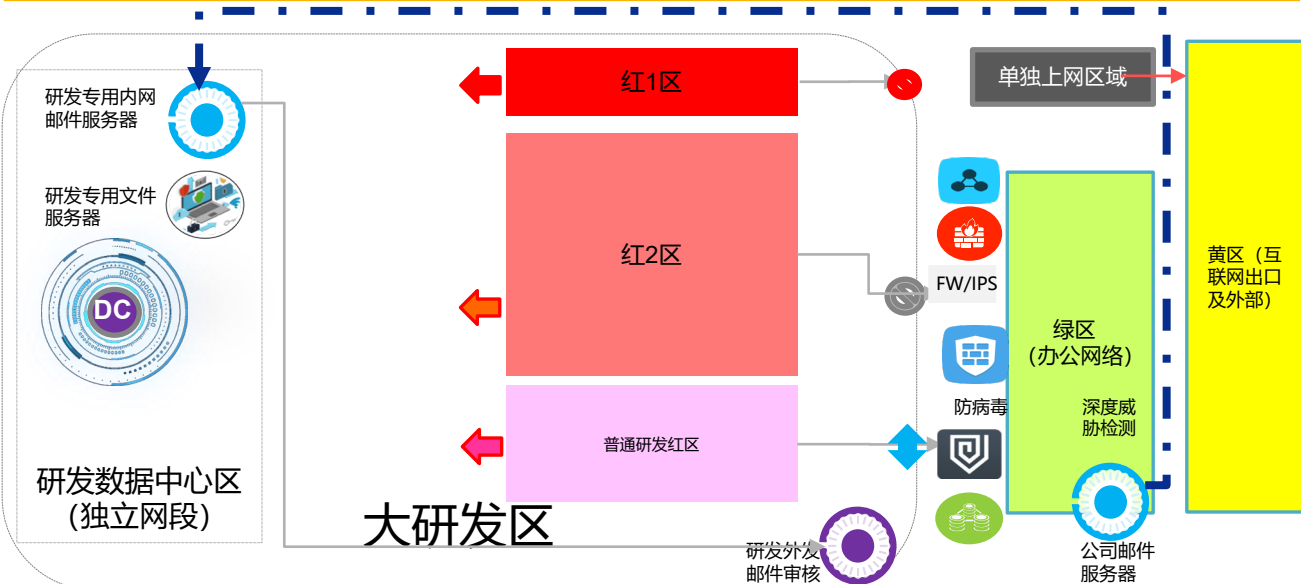 研发专用内网
邮件服务器
研发专用文件
服务器
DC
研发数据中心区
（独立网段）
红1区
红2区
普通研发红区
大研发区
研发外发
邮件审核
单独上网区域
FW/IPS
防病毒
绿区
（办公网络）
深度威
胁检测
公司邮件
服务器
黄区（互
联网出口
及外部）